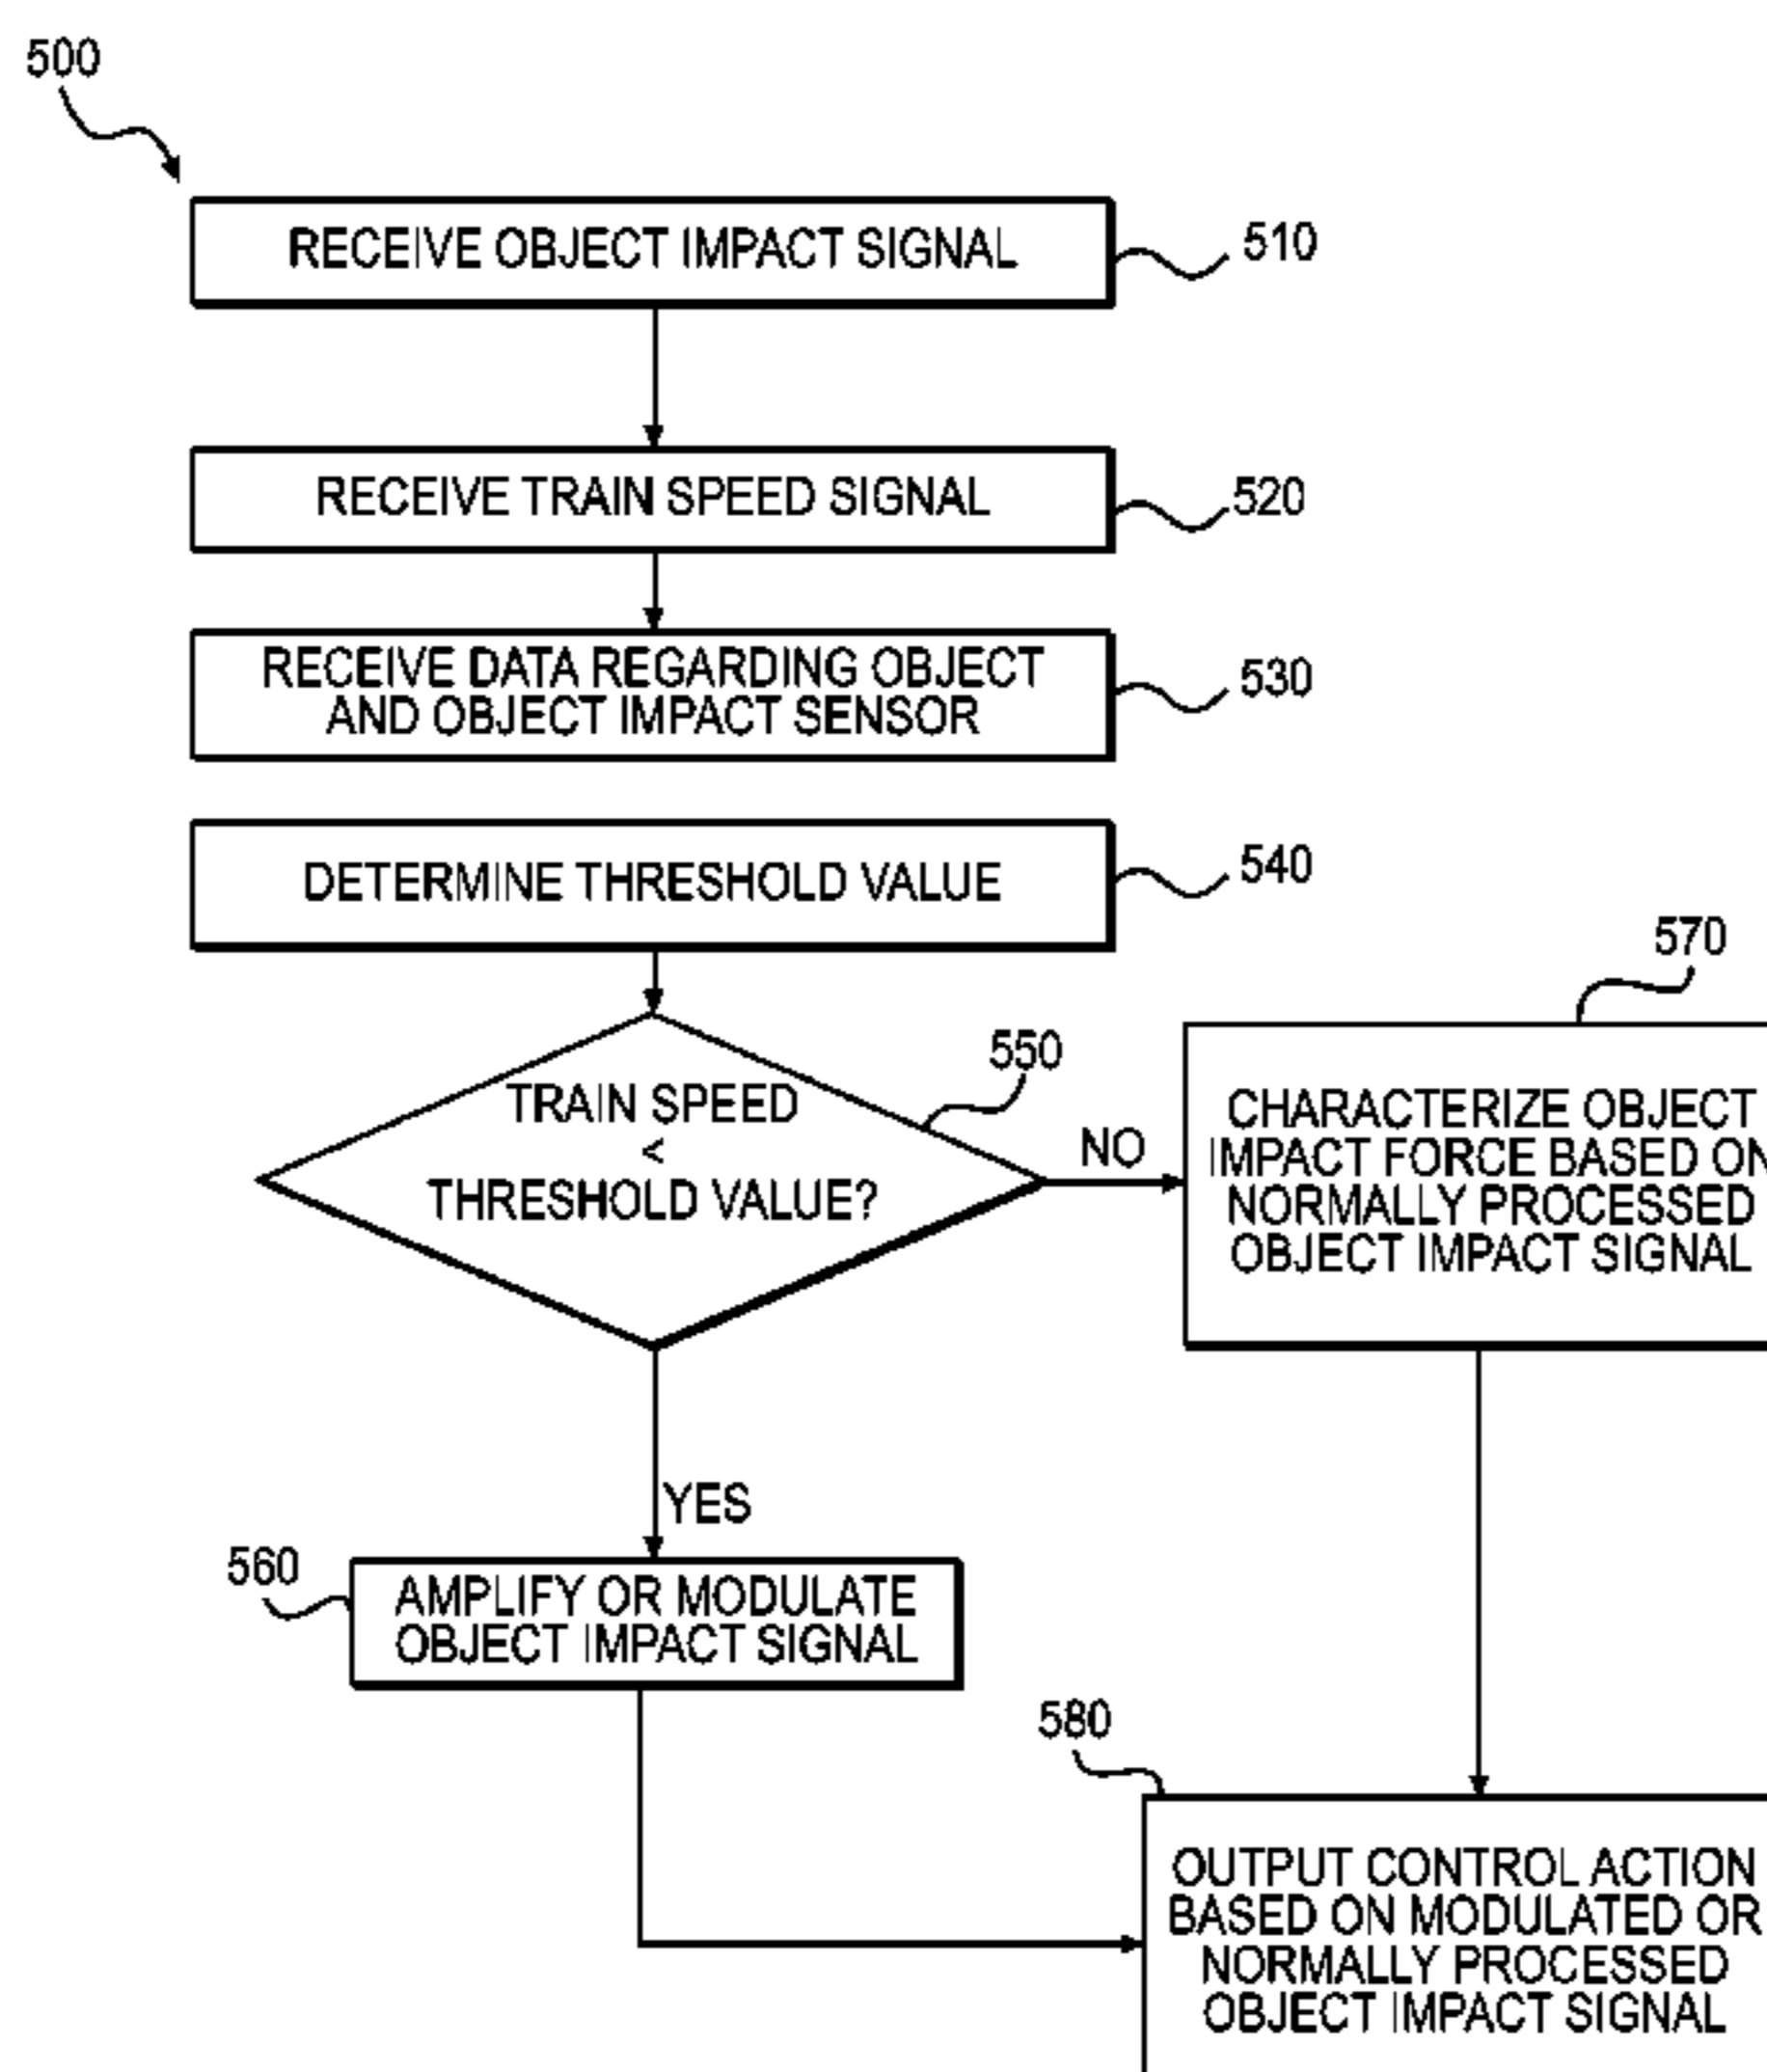 500
RECEIVE OBJECT IMPACT SIGNAL
510
RECEIVE TRAIN SPEED SIGNAL
520
RECEIVE DATA REGARDING OBJECT
AND OBJECT IMPACT SENSOR
530
DETERMINE THRESHOLD VALUE
540
TRAIN SPEED
<
THRESHOLD VALUE?
550
NO
570
CHARACTERIZE OBJECT
IMPACT FORCE BASED ON
NORMALLY PROCESSED
OBJECT IMPACT SIGNAL
YES
560
AMPLIFY OR MODULATE
OBJECT IMPACT SIGNAL
580
OUTPUT CONTROL ACTION
BASED ON MODULATED OR
NORMALLY PROCESSED
OBJECT IMPACT SIGNAL